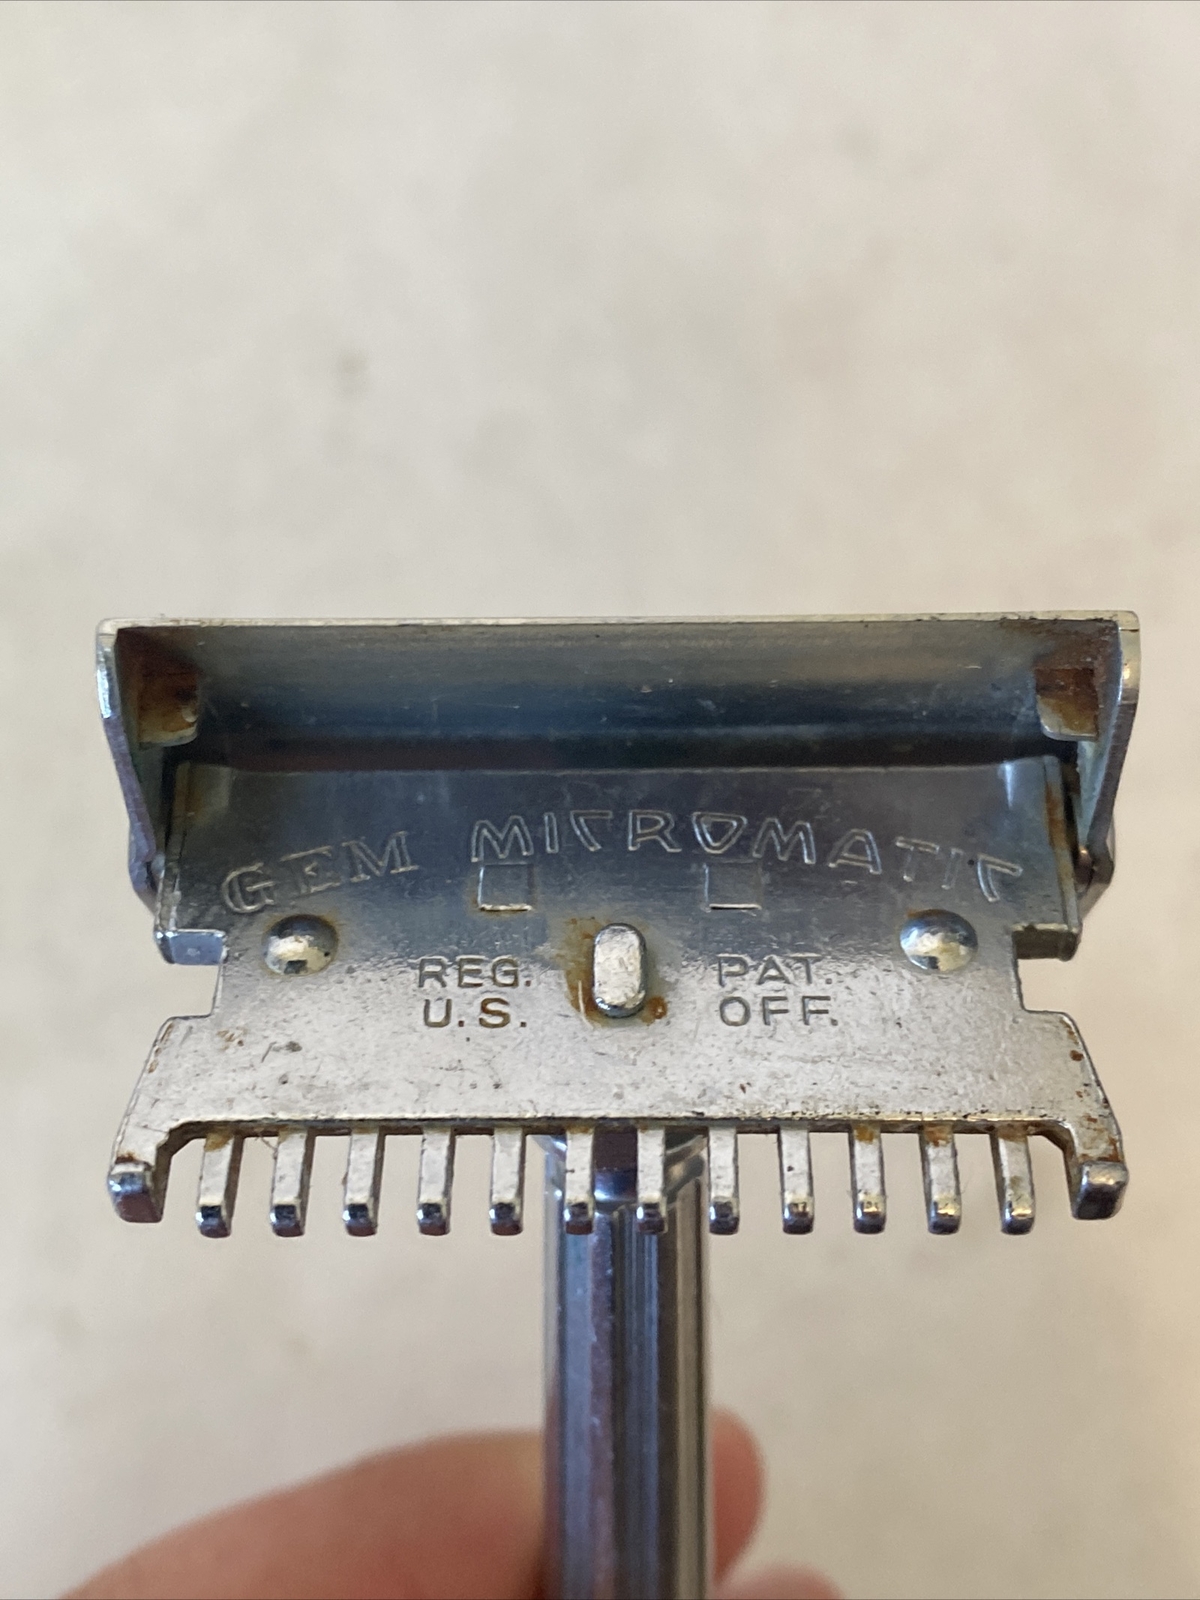 GEM MICROMATIC
REG. PAT.
U.S. OFF.